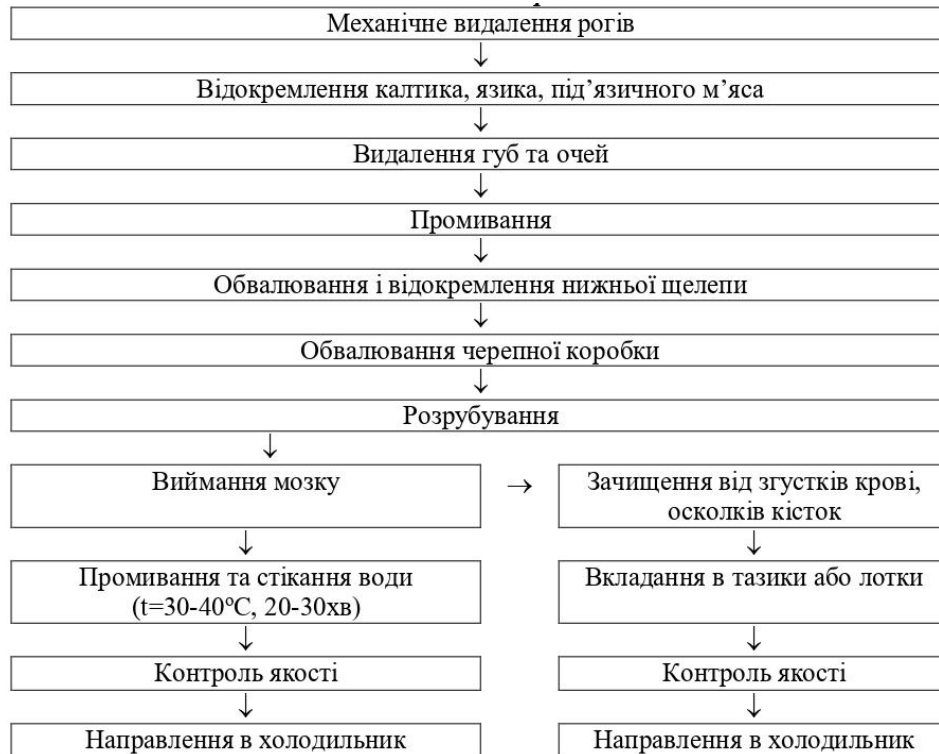 Механічне видалення рогів
↓
Відокремлення калтика, язика, під’язичного м’яса
↓
Видалення губ та очей
↓
Промивання
↓
Обвалювання і відокремлення нижньої щелепи
↓
Обвалювання черепної коробки
↓
Розрубування
↓
Виймання мозку
→
Зачищення від згустків крові,
осколків кісток
↓
↓
Промивання та стікання води
(t=30-40ºС, 20-30хв)
Вкладання в тазики або лотки
↓
↓
Контроль якості
Контроль якості
↓
↓
Направлення в холодильник
Направлення в холодильник